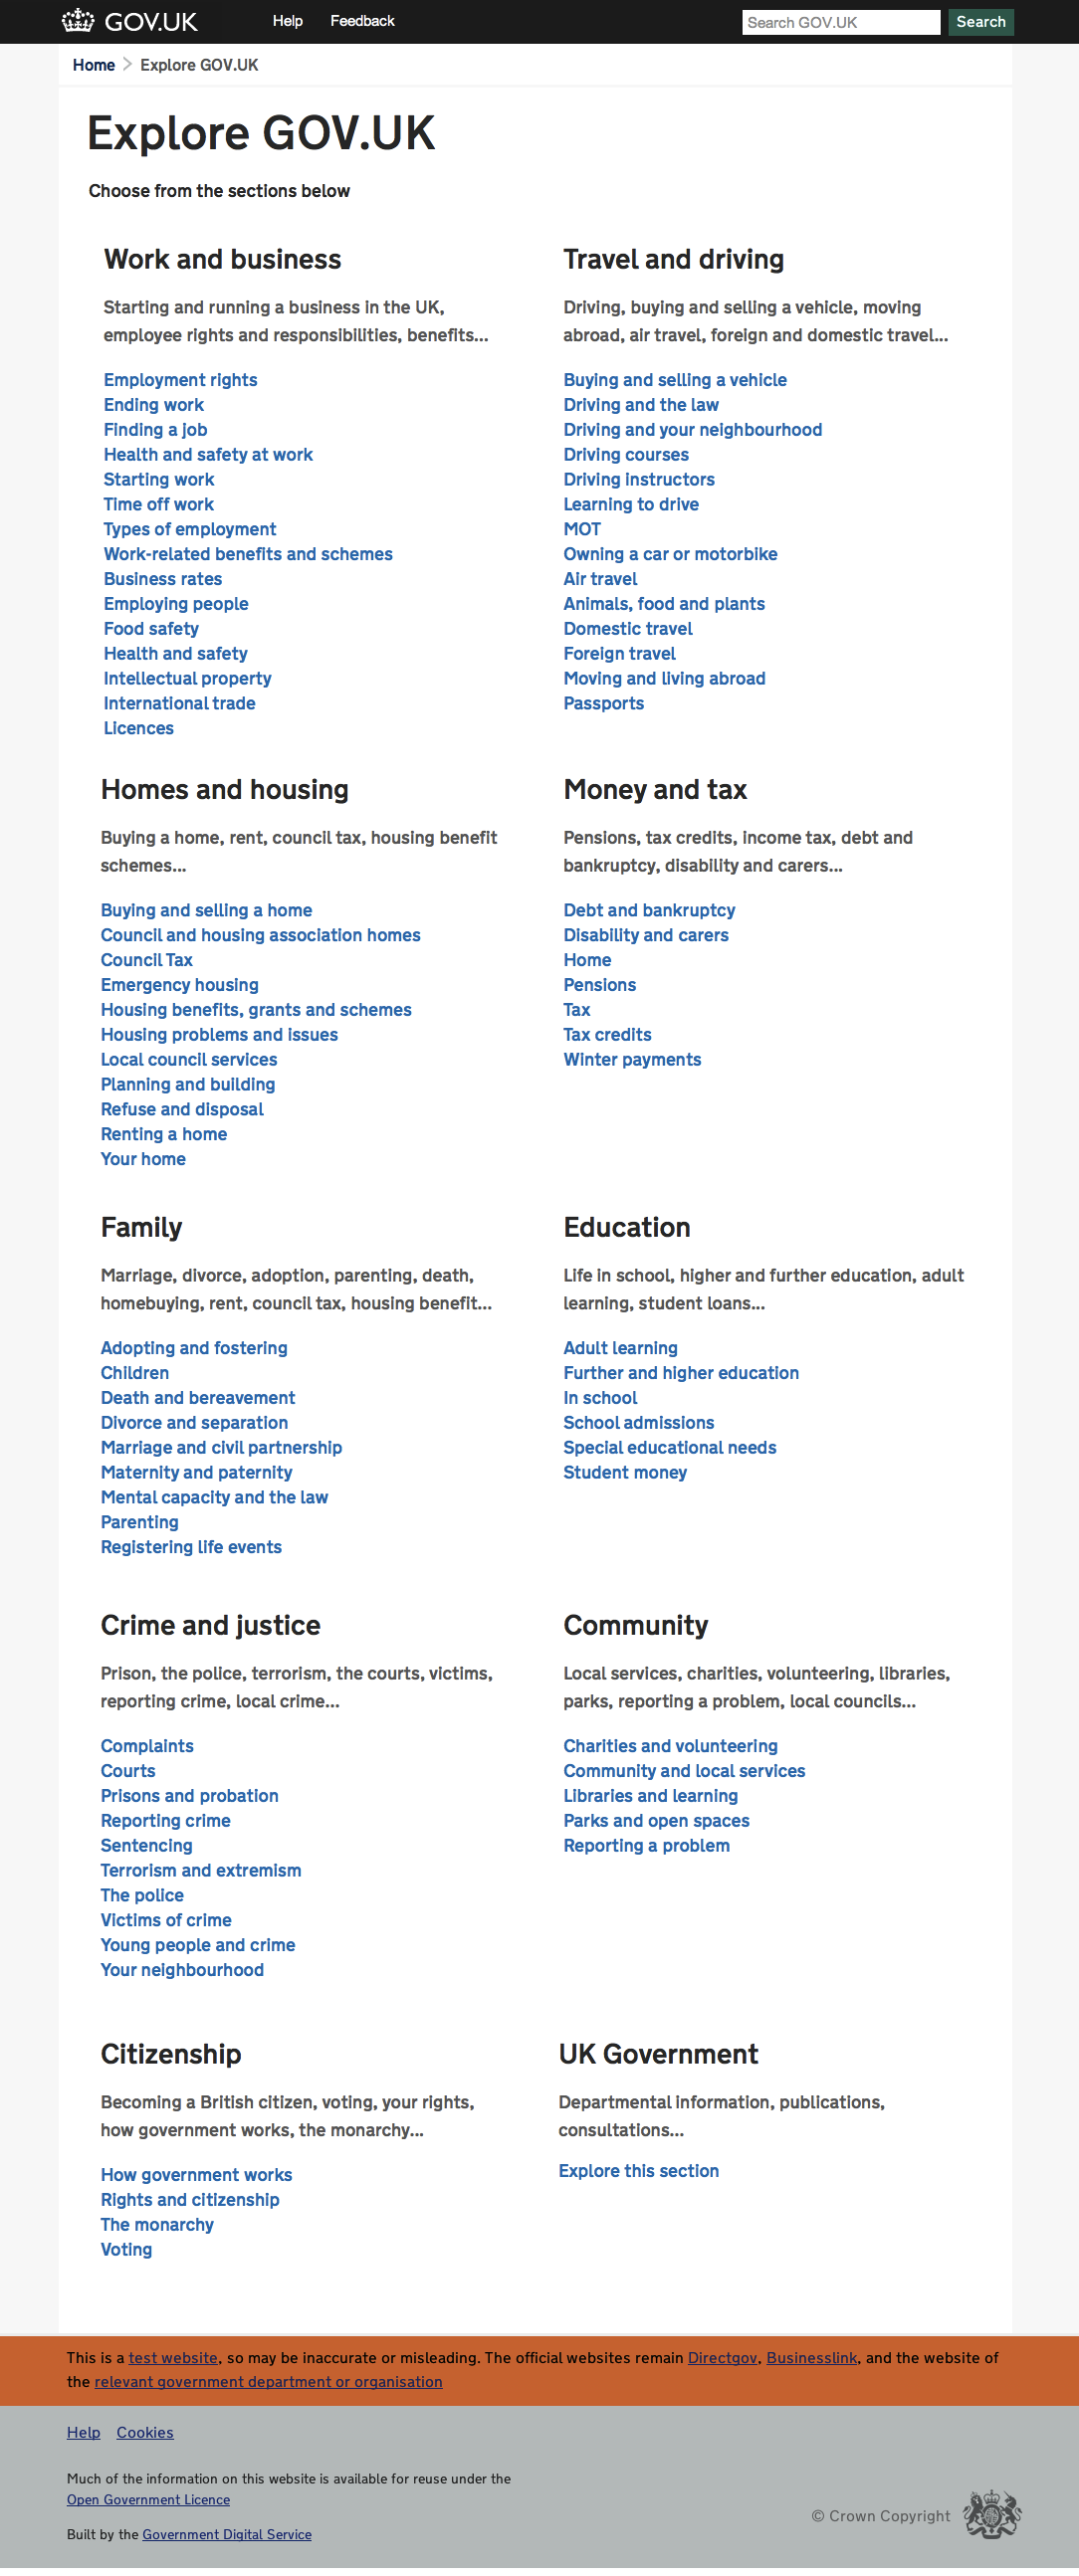 GOV.UK
Help
Feedback
Search GOV.UK
Search
Home
Explore GOV.UK
Explore GOV.UK
Choose from the sections below
Work and business
Starting and running a business in the UK,
employee rights and responsibilities, benefits...
Employment rights
Ending work
Finding a job
Health and safety at work
Starting work
Time off work
Types of employment
Work-related benefits and schemes
Business rates
Employing people
Food safety
Health and safety
Intellectual property
International trade
Licences
Travel and driving
Driving, buying and selling a vehicle, moving
abroad, air travel, foreign and domestic travel...
Buying and selling a vehicle
Driving and the law
Driving and your neighbourhood
Driving courses
Driving instructors
Learning to drive
MOT
Owning a car or motorbike
Air travel
Animals, food and plants
Domestic travel
Foreign travel
Moving and living abroad
Passports
Homes and housing
Buying a home, rent, council tax, housing benefit
schemes...
Buying and selling a home
Council and housing association homes
Council Tax
Emergency housing
Housing benefits, grants and schemes
Housing problems and issues
Local council services
Planning and building
Refuse and disposal
Renting a home
Your home
Money and tax
Pensions, tax credits, income tax, debt and
bankruptcy, disability and carers...
Debt and bankruptcy
Disability and carers
Home
Pensions
Tax
Tax credits
Winter payments
Family
Marriage, divorce, adoption, parenting, death,
homebuying, rent, council tax, housing benefit...
Adopting and fostering
Children
Death and bereavement
Divorce and separation
Marriage and civil partnership
Maternity and paternity
Mental capacity and the law
Parenting
Registering life events
Education
Life in school, higher and further education, adult
learning, student loans...
Adult learning
Further and higher education
In school
School admissions
Special educational needs
Student money
Crime and justice
Prison, the police, terrorism, the courts, victims,
reporting crime, local crime...
Complaints
Courts
Prisons and probation
Reporting crime
Sentencing
Terrorism and extremism
The police
Victims of crime
Young people and crime
Your neighbourhood
Community
Local services, charities, volunteering, libraries,
parks, reporting a problem, local councils...
Charities and volunteering
Community and local services
Libraries and learning
Parks and open spaces
Reporting a problem
Citizenship
Becoming a British citizen, voting, your rights,
how government works, the monarchy...
How government works
Rights and citizenship
The monarchy
Voting
UK Government
Departmental information, publications,
consultations...
Explore this section
This is a test website, so may be inaccurate or misleading. The official websites remain Directgov, Businesslink, and the website of
the relevant government department or organisation
Help
Cookies
Much of the information on this website is available for reuse under the
Open Government Licence
Built by the Government Digital Service
© Crown Copyright